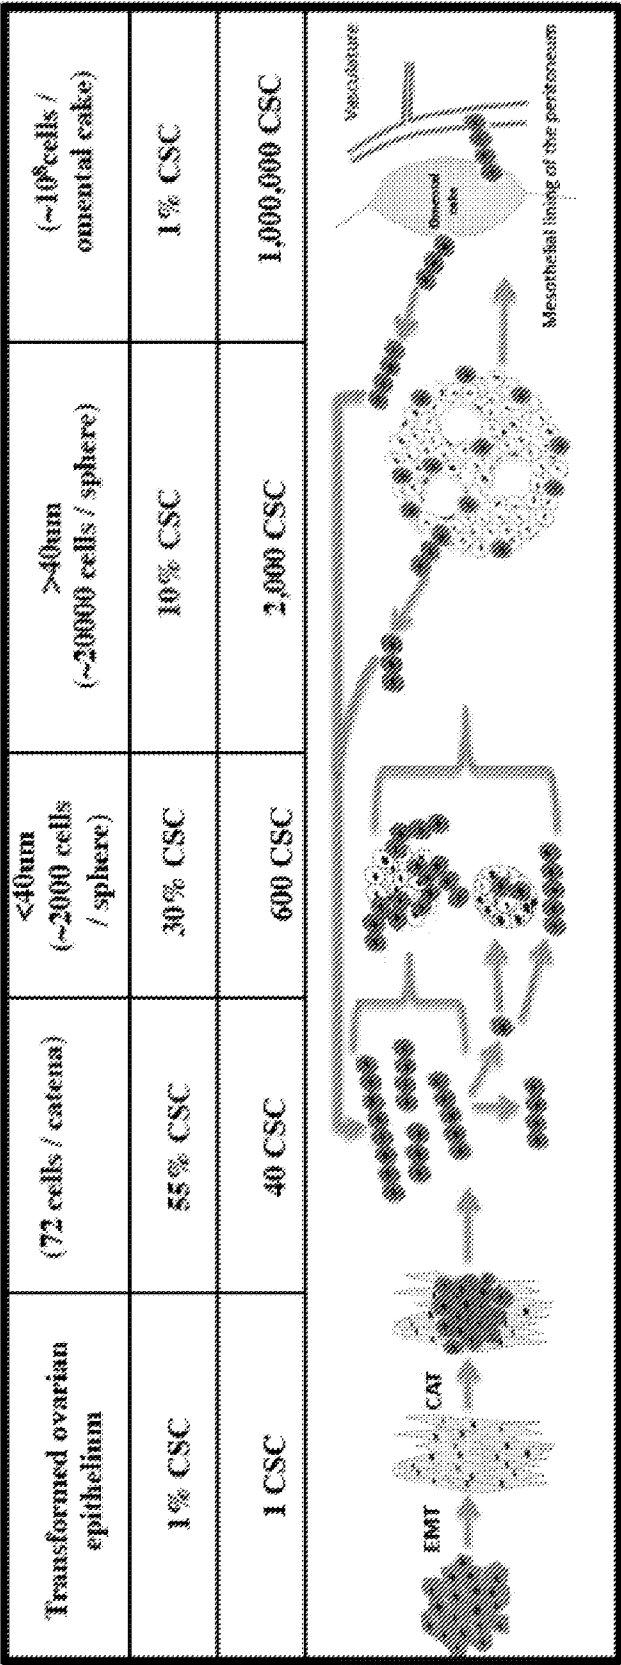 Transformed ovarian
epithelium
(72 cells / catena)
<40um
(~2000 cells
/ sphere)
>40um
(~20000 cells / sphere)
(~10⁸cells /
omental cake)
1% CSC
55% CSC
30% CSC
10% CSC
1% CSC
1 CSC
40 CSC
600 CSC
2,000 CSC
1,000,000 CSC
EMT
CAT
Omental
cake
Vasculature
Mesothelial lining of the peritoneum